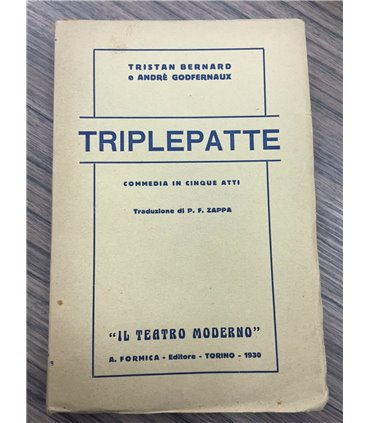 TRISTAN BERNARD
e ANDRÈ GODFERNAUX
TRIPLEPATTE
COMMEDIA IN CINQUE ATTI
Traduzione di P. F. ZAPPA
"IL TEATRO MODERNO"
A. FORMICA - Editore - TORINO - 1930